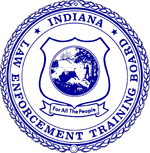 INDIANA
LAW ENFORCEMENT TRAINING BOARD
For All The People